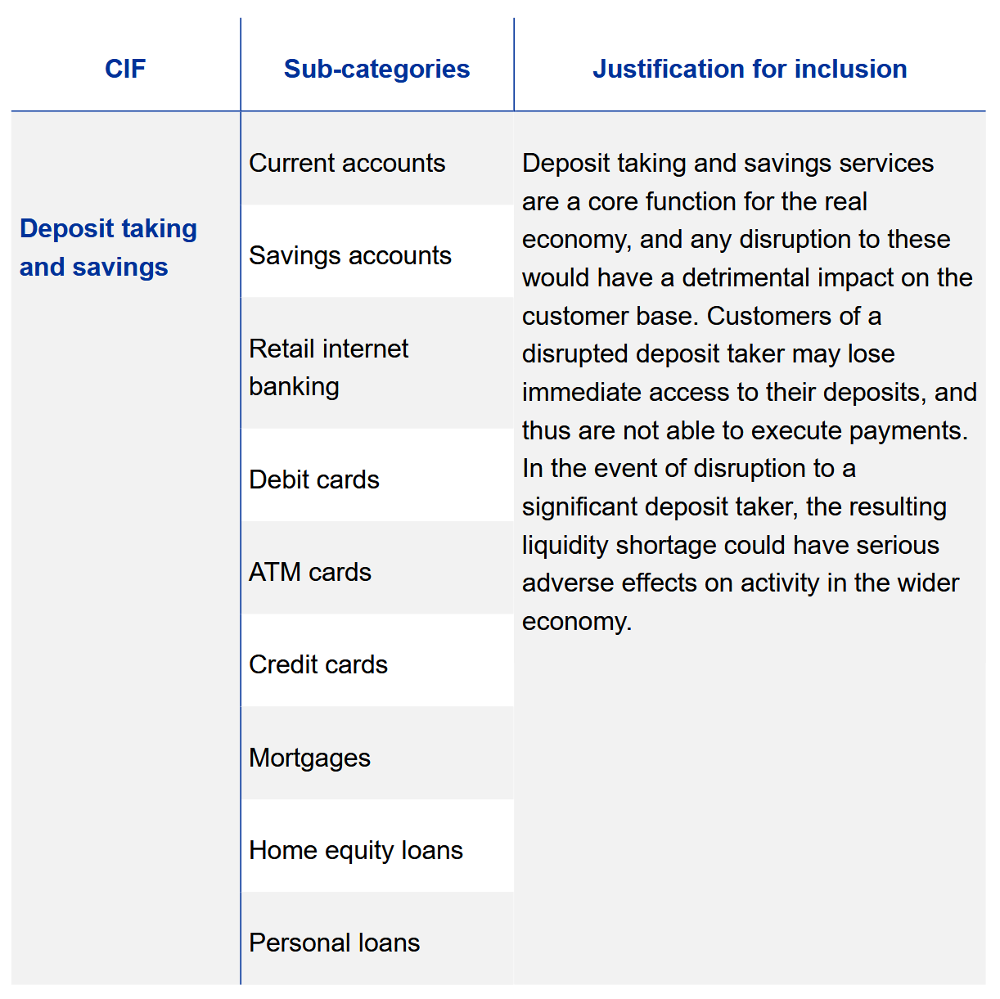 CIF
Sub-categories
Justification for inclusion
Deposit taking
and savings
Current accounts
Savings accounts
Retail internet
banking
Debit cards
ATM cards
Credit cards
Mortgages
Home equity loans
Personal loans
Deposit taking and savings services
are a core function for the real
economy, and any disruption to these
would have a detrimental impact on the
customer base. Customers of a
disrupted deposit taker may lose
immediate access to their deposits, and
thus are not able to execute payments.
In the event of disruption to a
significant deposit taker, the resulting
liquidity shortage could have serious
adverse effects on activity in the wider
economy.